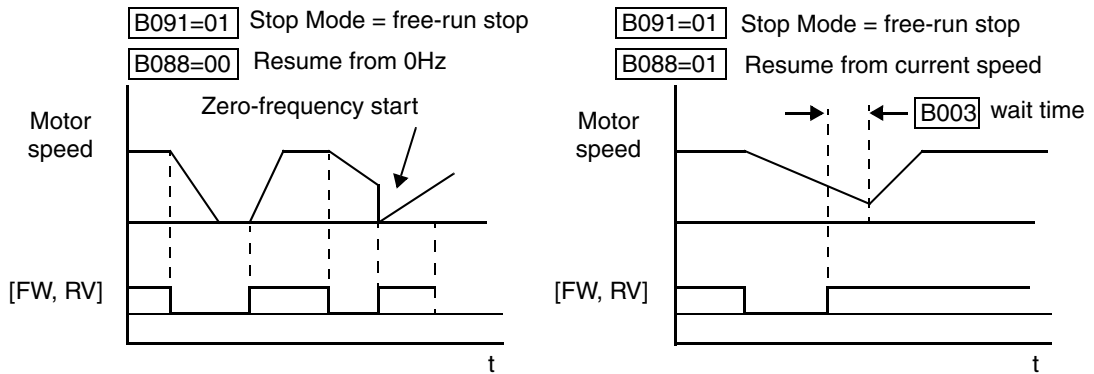 B091=01 Stop Mode = free-run stop
B088=00 Resume from 0Hz
Zero-frequency start
Motor
speed
[FW, RV]
t
B091=01 Stop Mode = free-run stop
B088=01 Resume from current speed
B003 wait time
Motor
speed
[FW, RV]
t